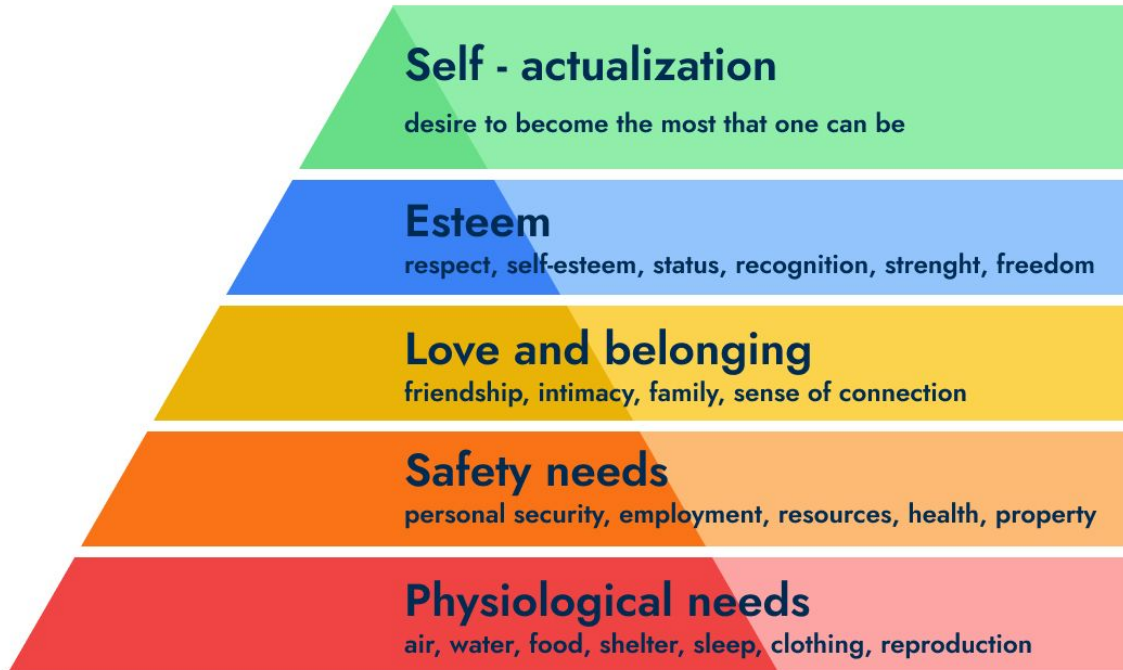 Self - actualization
desire to become the most that one can be
Esteem
respect, self-esteem, status, recognition, strenght, freedom
Love and belonging
friendship, intimacy, family, sense of connection
Safety needs
personal security, employment, resources, health, property
Physiological needs
air, water, food, shelter, sleep, clothing, reproduction